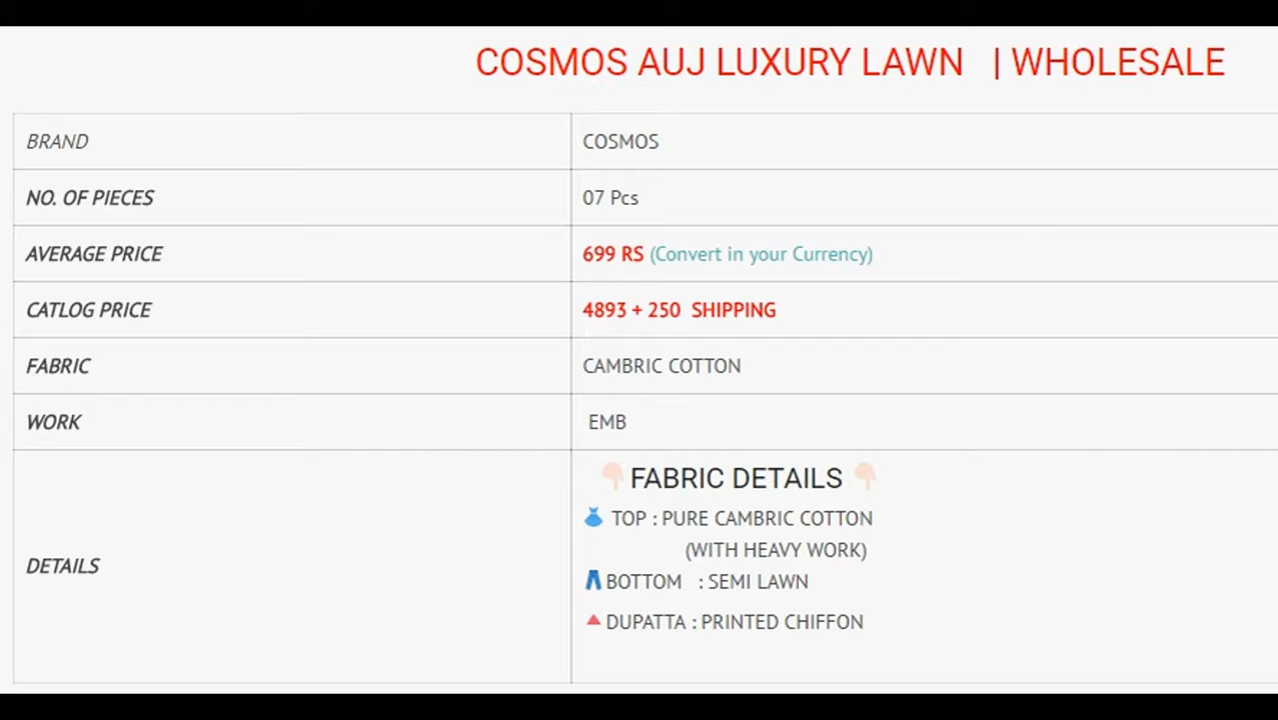 COSMOS AUJ LUXURY LAWN | WHOLESALE
BRAND COSMOS
NO. OF PIECES 07 Pcs
AVERAGE PRICE 699 RS (Convert in your Currency)
CATLOG PRICE 4893 + 250 SHIPPING
FABRIC CAMBRIC COTTON
WORK EMB
DETAILS
FABRIC DETAILS
TOP : PURE CAMBRIC COTTON
(WITH HEAVY WORK)
BOTTOM : SEMI LAWN
DUPATTA : PRINTED CHIFFON